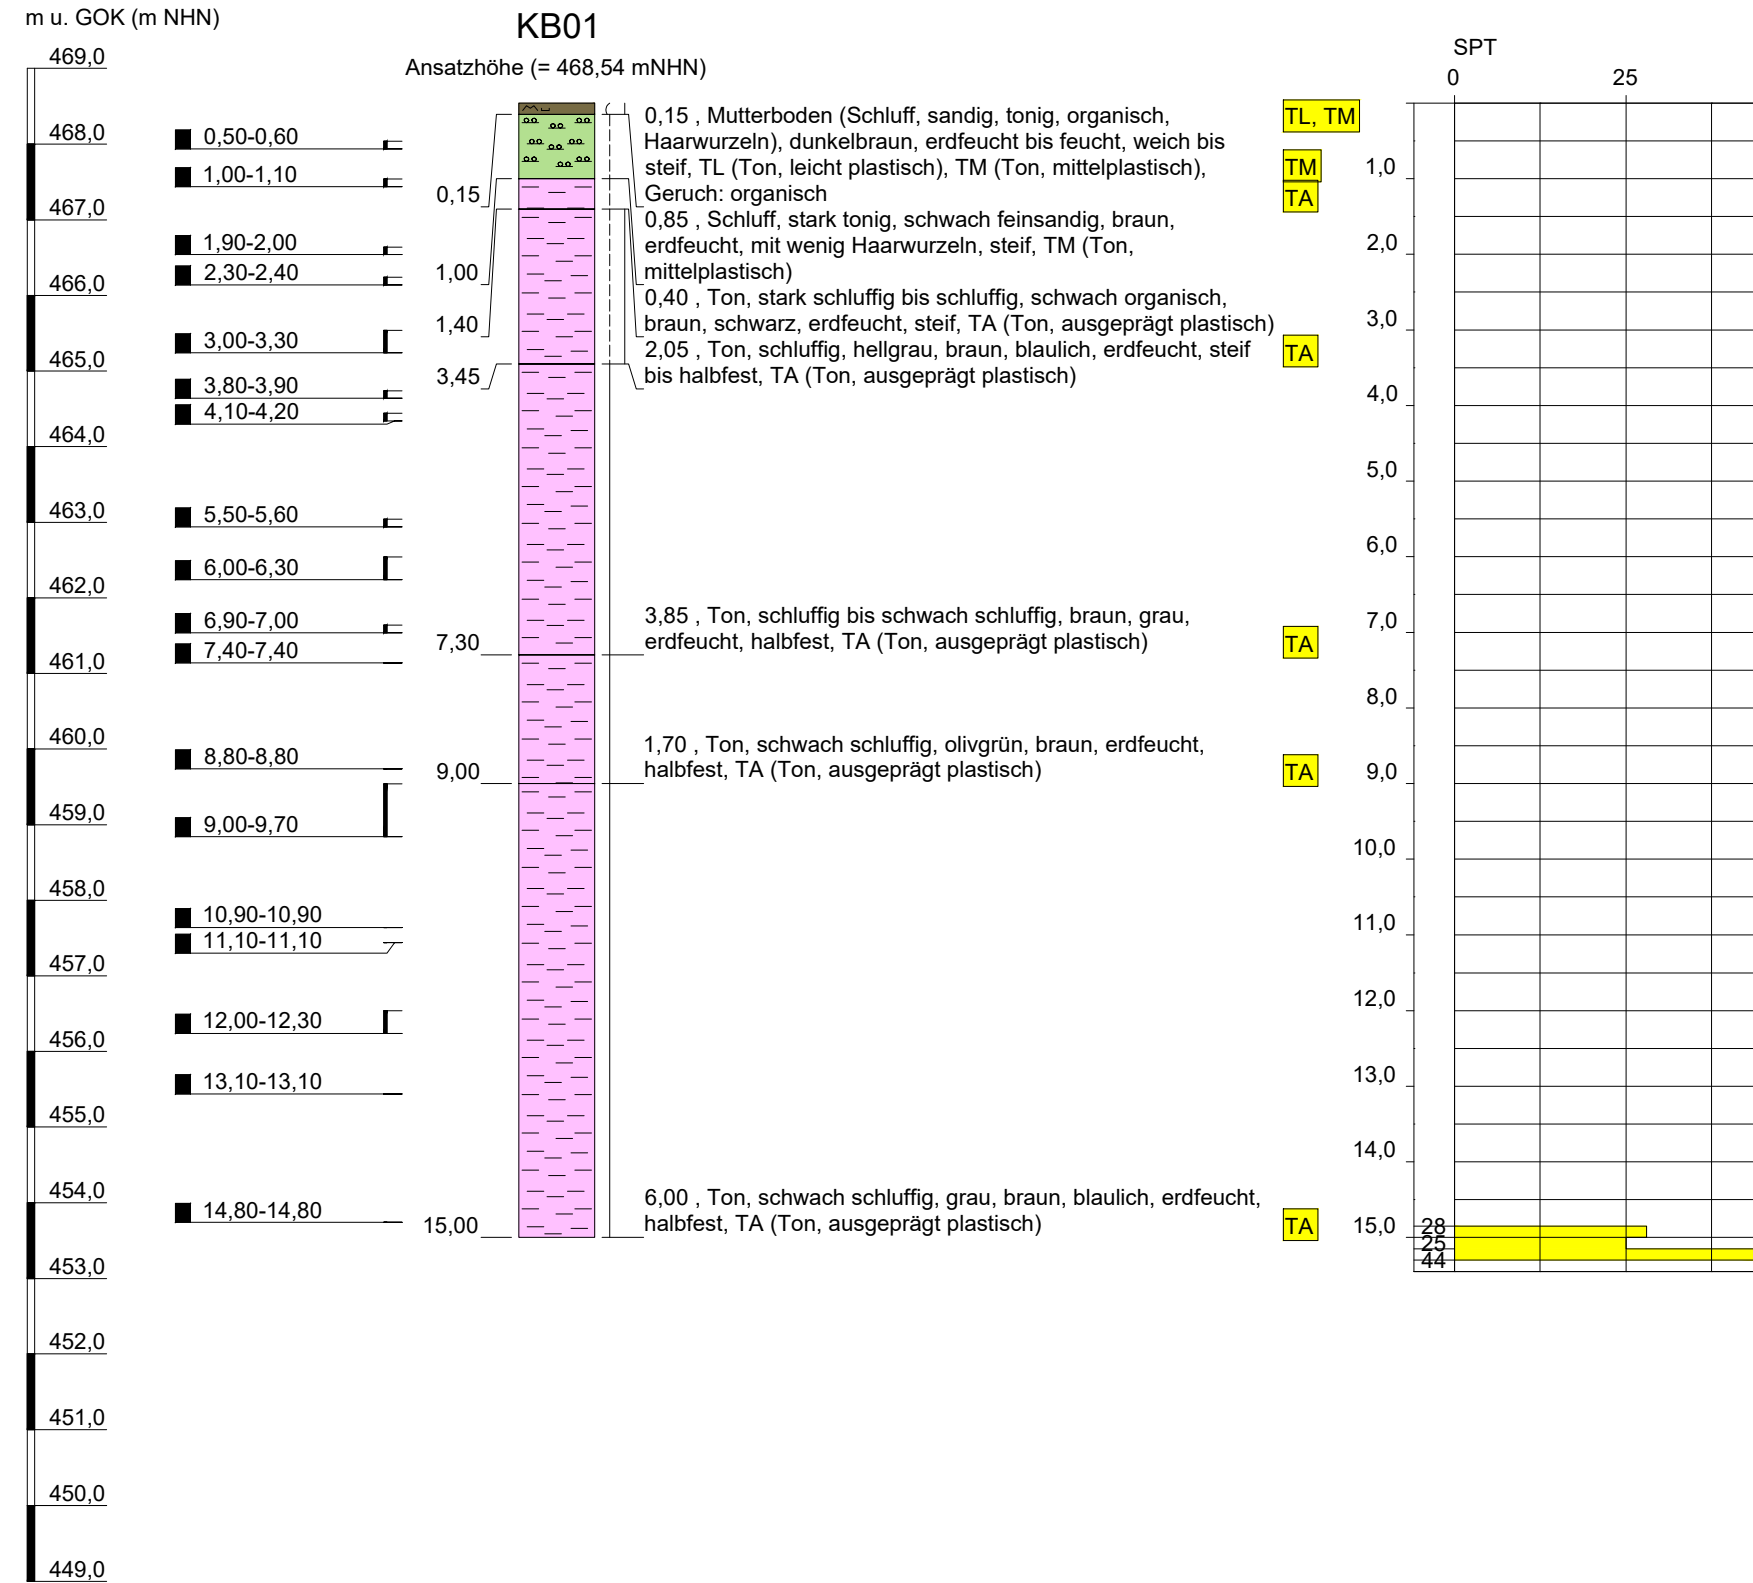 m u. GOK (m NHN)
KB01
Ansatzhöhe (= 468,54 mNHN)
SPT
0 25
469,0
468,0
467,0
466,0
465,0
464,0
463,0
462,0
461,0
460,0
459,0
458,0
457,0
456,0
455,0
454,0
453,0
452,0
451,0
450,0
449,0
0,50-0,60
1,00-1,10
1,90-2,00
2,30-2,40
3,00-3,30
3,80-3,90
4,10-4,20
5,50-5,60
6,00-6,30
6,90-7,00
7,40-7,40
8,80-8,80
9,00-9,70
10,90-10,90
11,10-11,10
12,00-12,30
13,10-13,10
14,80-14,80
0,15
1,00
1,40
3,45
7,30
9,00
15,00
0,15 , Mutterboden (Schluff, sandig, tonig, organisch,
Haarwurzeln), dunkelbraun, erdfeucht bis feucht, weich bis
steif, TL (Ton, leicht plastisch), TM (Ton, mittelplastisch),
Geruch: organisch
0,85 , Schluff, stark tonig, schwach feinsandig, braun,
erdfeucht, mit wenig Haarwurzeln, steif, TM (Ton,
mittelplastisch)
0,40 , Ton, stark schluffig bis schluffig, schwach organisch,
braun, schwarz, erdfeucht, steif, TA (Ton, ausgeprägt plastisch)
2,05 , Ton, schluffig, hellgrau, braun, blaulich, erdfeucht, steif
bis halbfest, TA (Ton, ausgeprägt plastisch)
3,85 , Ton, schluffig bis schwach schluffig, braun, grau,
erdfeucht, halbfest, TA (Ton, ausgeprägt plastisch)
1,70 , Ton, schwach schluffig, olivgrün, braun, erdfeucht,
halbfest, TA (Ton, ausgeprägt plastisch)
6,00 , Ton, schwach schluffig, grau, braun, blaulich, erdfeucht,
halbfest, TA (Ton, ausgeprägt plastisch)
TL, TM
TM
TA
TA
TA
TA
TA
1,0
2,0
3,0
4,0
5,0
6,0
7,0
8,0
9,0
10,0
11,0
12,0
13,0
14,0
15,0
28
25
44